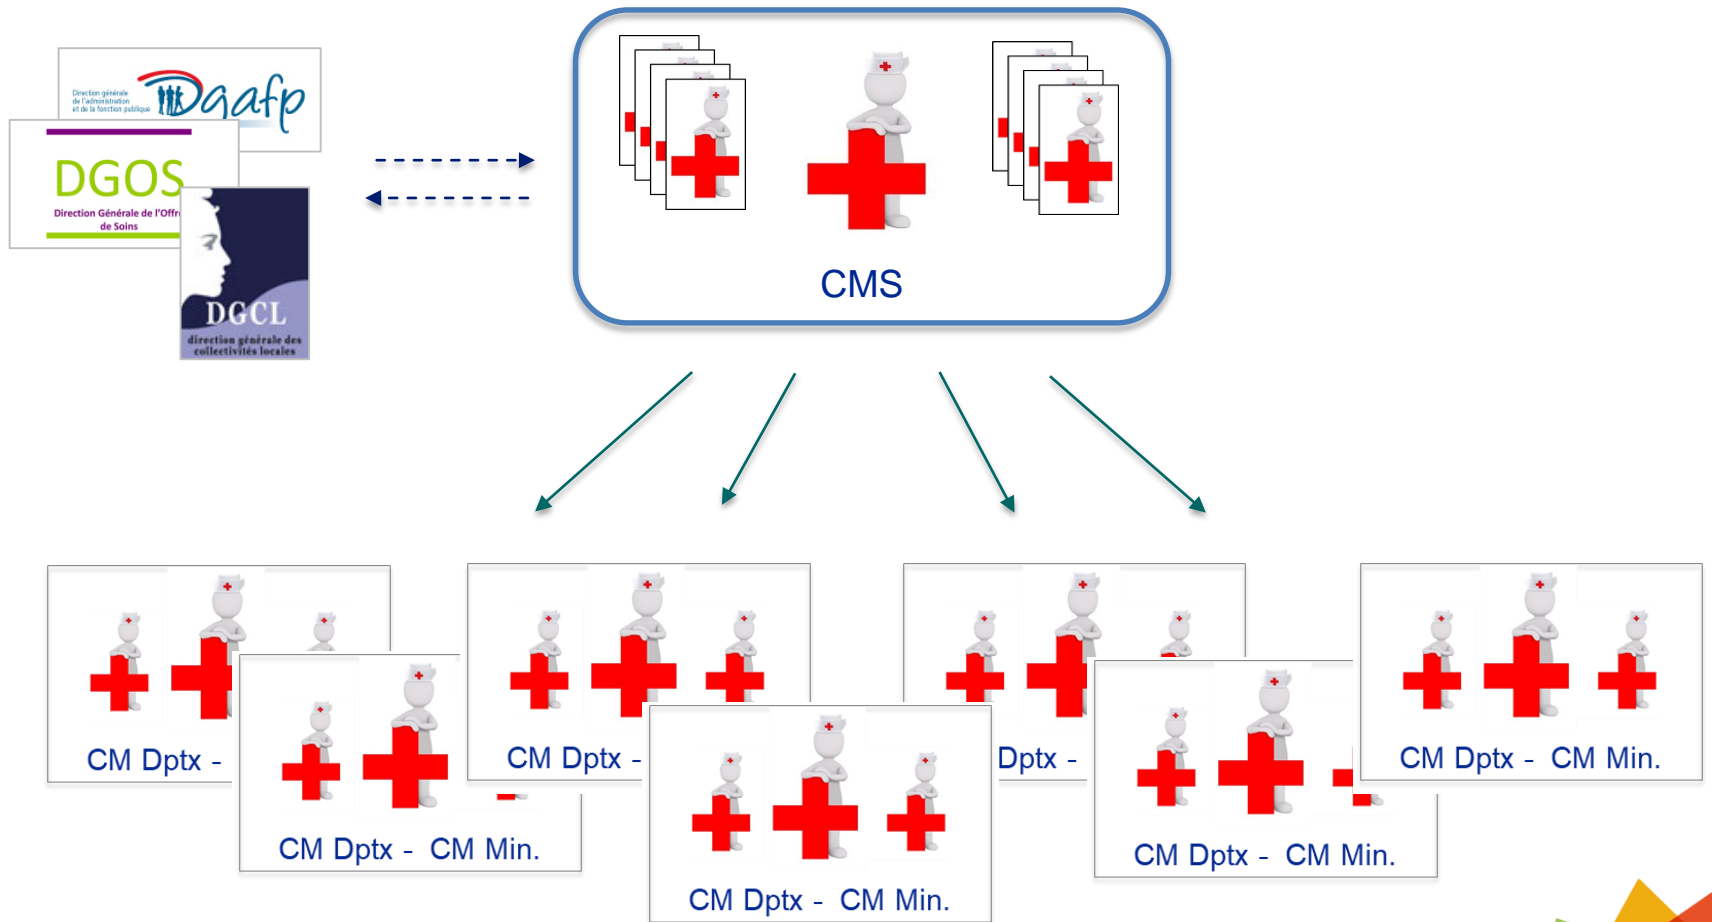 Direction générale
de l'administration
et de la fonction publique
Dgafp
DGOS
Direction Générale de l'Offre
de Soins
DGCL
direction générale des
collectivités locales
CMS
CM Dptx -
CM Dptx - CM Min.
CM Dptx -
CM Dptx - CM Min.
Dptx -
CM Dptx - CM Min.
CM Dptx - CM Min.